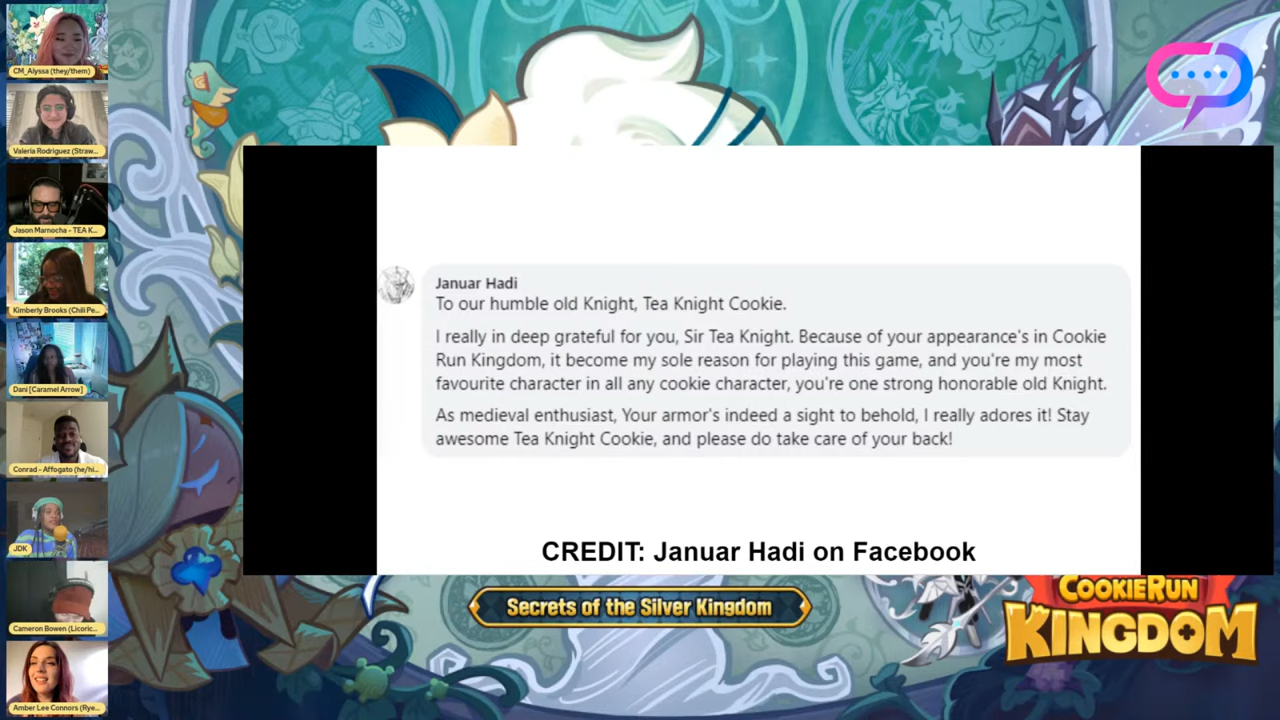 CM_Alyssa (they/them)
Valeria Rodriguez (Straw...
Jason Marnocha - TEA K...
Kimberly Brooks (Chili Pe...
Dani [Caramel Arrow]
Conrad - Affogato (he/hi...
JDK
Cameron Bowen (Licoric...
Amber Lee Connors (Rye...
Januar Hadi
To our humble old Knight, Tea Knight Cookie.
I really in deep grateful for you, Sir Tea Knight. Because of your appearance's in Cookie
Run Kingdom, it become my sole reason for playing this game, and you're my most
favourite character in all any cookie character, you're one strong honorable old Knight.
As medieval enthusiast, Your armor's indeed a sight to behold, I really adores it! Stay
awesome Tea Knight Cookie, and please do take care of your back!
CREDIT: Januar Hadi on Facebook
Secrets of the Silver Kingdom
COOKIERUN
KINGDOM